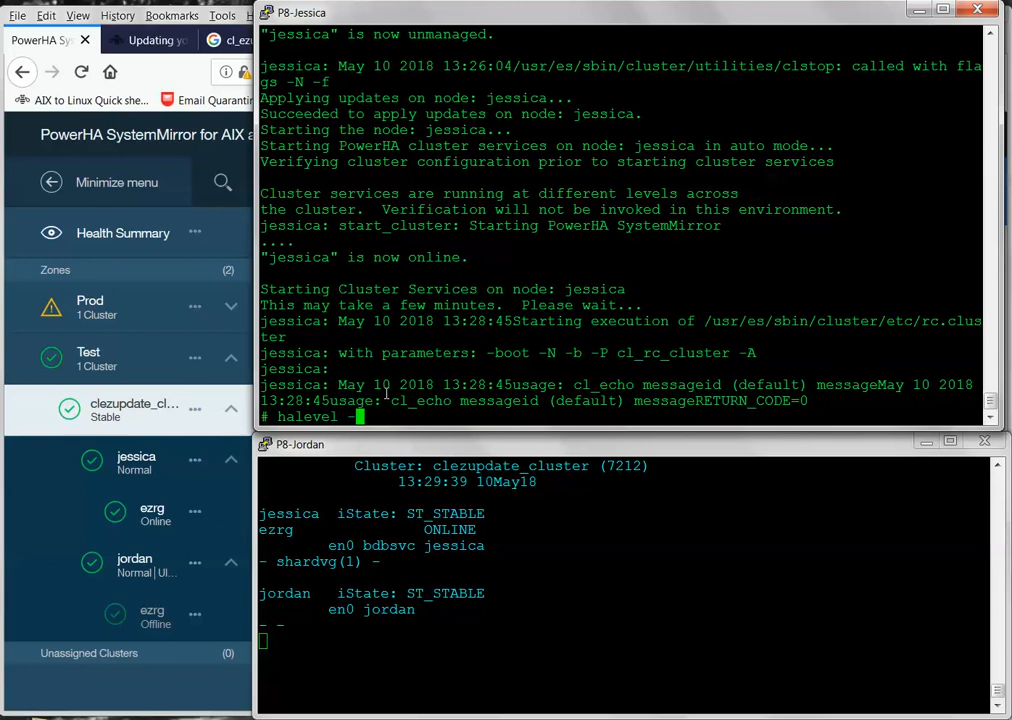 File Edit View History Bookmarks Tools
PowerHA Sy
Updating yo
cl_ezu
AIX to Linux Quick she...
Email Quarantin
PowerHA SystemMirror for AIX a
Minimize menu
Health Summary
Zones (2)
Prod
1 Cluster
Test
1 Cluster
clezupdate_cl...
Stable
jessica
Normal
ezrg
Online
jordan
Normal | UI...
ezrg
Offline
Unassigned Clusters (0)
P8-Jessica
"jessica" is now unmanaged.
jessica: May 10 2018 13:26:04/usr/es/sbin/cluster/utilities/clstop: called with fla
gs -N -f
Applying updates on node: jessica...
Succeeded to apply updates on node: jessica.
Starting the node: jessica...
Starting PowerHA cluster services on node: jessica in auto mode...
Verifying cluster configuration prior to starting cluster services
Cluster services are running at different levels across
the cluster.  Verification will not be invoked in this environment.
jessica: start_cluster: Starting PowerHA SystemMirror
....
"jessica" is now online.
Starting Cluster Services on node: jessica
This may take a few minutes.  Please wait...
jessica: May 10 2018 13:28:45Starting execution of /usr/es/sbin/cluster/etc/rc.clus
ter
jessica: with parameters: -boot -N -b -P cl_rc_cluster -A
jessica:
jessica: May 10 2018 13:28:45usage: cl_echo messageid (default) messageMay 10 2018
13:28:45usage: cl_echo messageid (default) messageRETURN_CODE=0
# halevel -
P8-Jordan
Cluster: clezupdate_cluster (7212)
13:29:39 10May18
jessica iState: ST_STABLE
ezrg ONLINE
en0 bdbsvc jessica
- shardvg(1) -
jordan iState: ST_STABLE
en0 jordan
- -